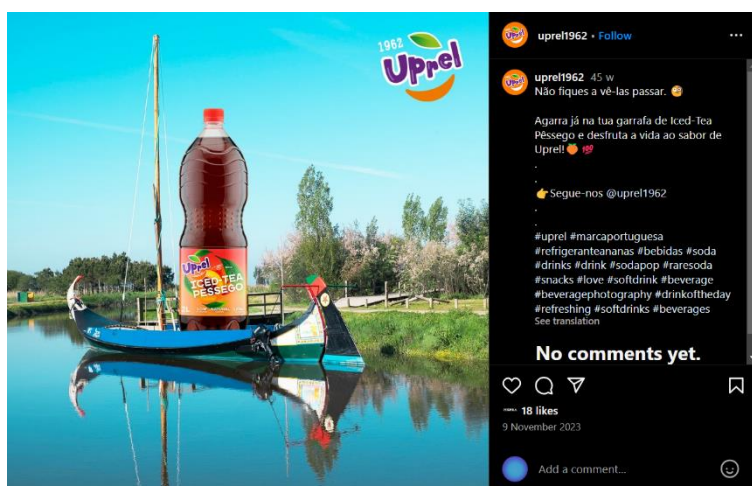 1962
Uprel
Uprel
ICED-TEA
PÊSSEGO
uprel1962 • Follow
uprel1962 45 w
Não fiques a vê-las passar. 🧐
Agarra já na tua garrafa de Iced-Tea
Pêssego e desfruta a vida ao sabor de
Uprel!🍑 💯
.
.
👉Segue-nos @uprel1962
.
.
#uprel #marcaportuguesa
#refrigeranteananas #bebidas #soda
#drinks #drink #sodapop #raresoda
#snacks #love #softdrink #beverage
#beveragephotography #drinkoftheday
#refreshing #softdrinks #beverages
See translation
No comments yet.
18 likes
9 November 2023
Add a comment...